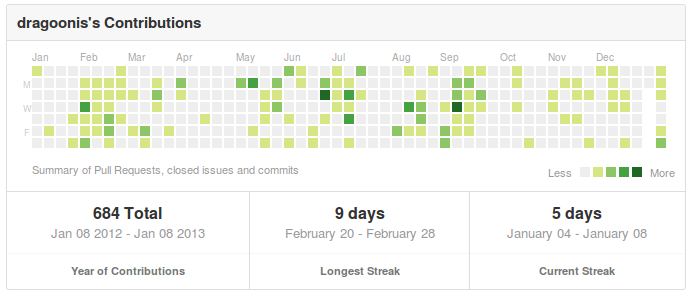 dragoonis's Contributions
Jan Feb Mar Apr May Jun Jul Aug Sep Oct Nov Dec
M
W
F
Summary of Pull Requests, closed issues and commits
Less More
684 Total 9 days 5 days
Jan 08 2012 - Jan 08 2013 February 20 - February 28 January 04 - January 08
Year of Contributions Longest Streak Current Streak